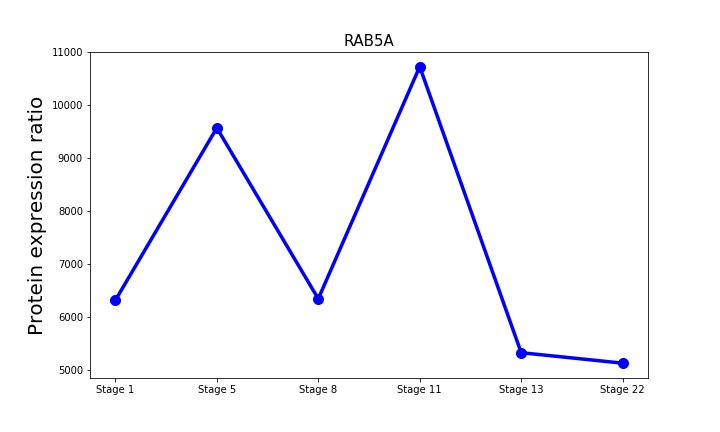 RAB5A
Protein expression ratio
11000
10000
9000
8000
7000
6000
5000
Stage 1 Stage 5 Stage 8 Stage 11 Stage 13 Stage 22